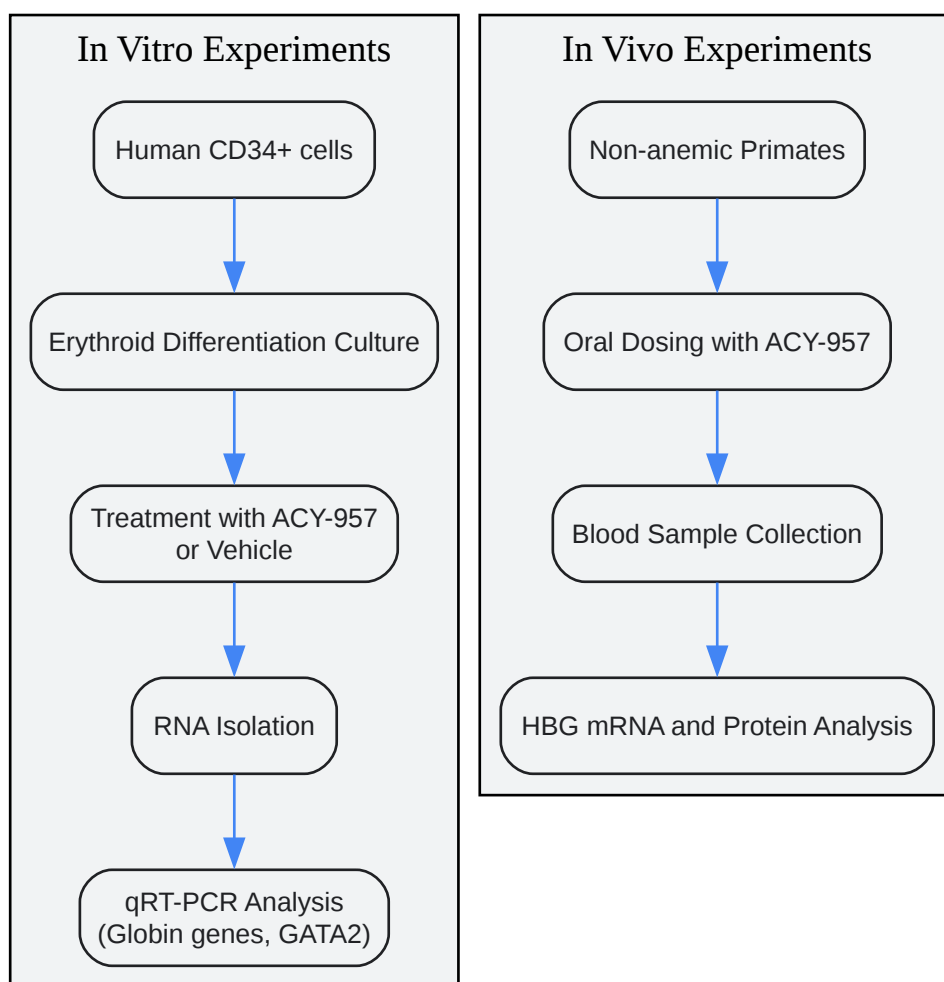 In Vitro Experiments
Human CD34+ cells
Erythroid Differentiation Culture
Treatment with ACY-957
or Vehicle
RNA Isolation
qRT-PCR Analysis
(Globin genes, GATA2)
In Vivo Experiments
Non-anemic Primates
Oral Dosing with ACY-957
Blood Sample Collection
HBG mRNA and Protein Analysis